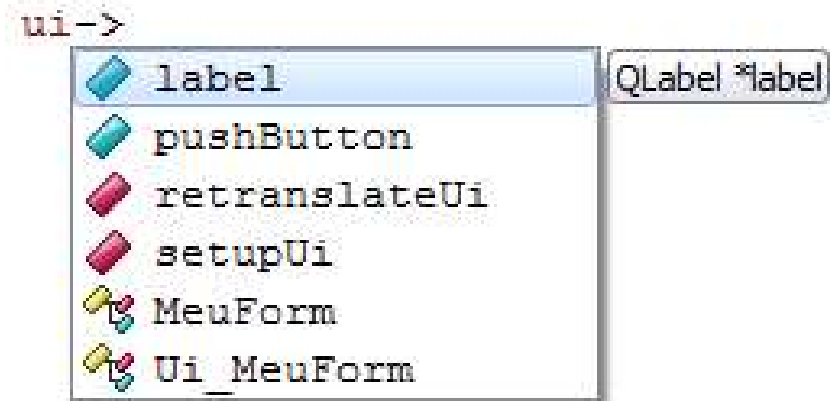 ui->
label
QLabel *label
pushButton
retranslateUi
setupUi
MeuForm
Ui_MeuForm